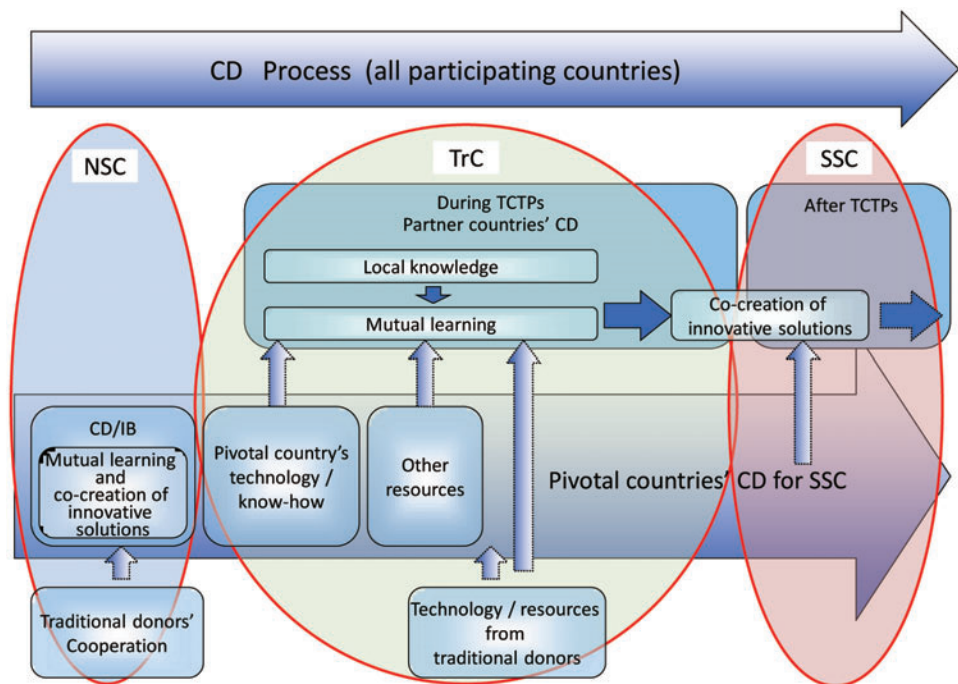 CD Process (all participating countries)
NSC
TrC
SSC
During TCTPs
Partner countries' CD
After TCTPs
Local knowledge
Mutual learning
Co-creation of
innovative solutions
CD/IB
Mutual learning
and
co-creation of
innovative
solutions
Pivotal country's
technology /
know-how
Other
resources
Pivotal countries' CD for SSC
Traditional donors'
Cooperation
Technology / resources
from
traditional donors